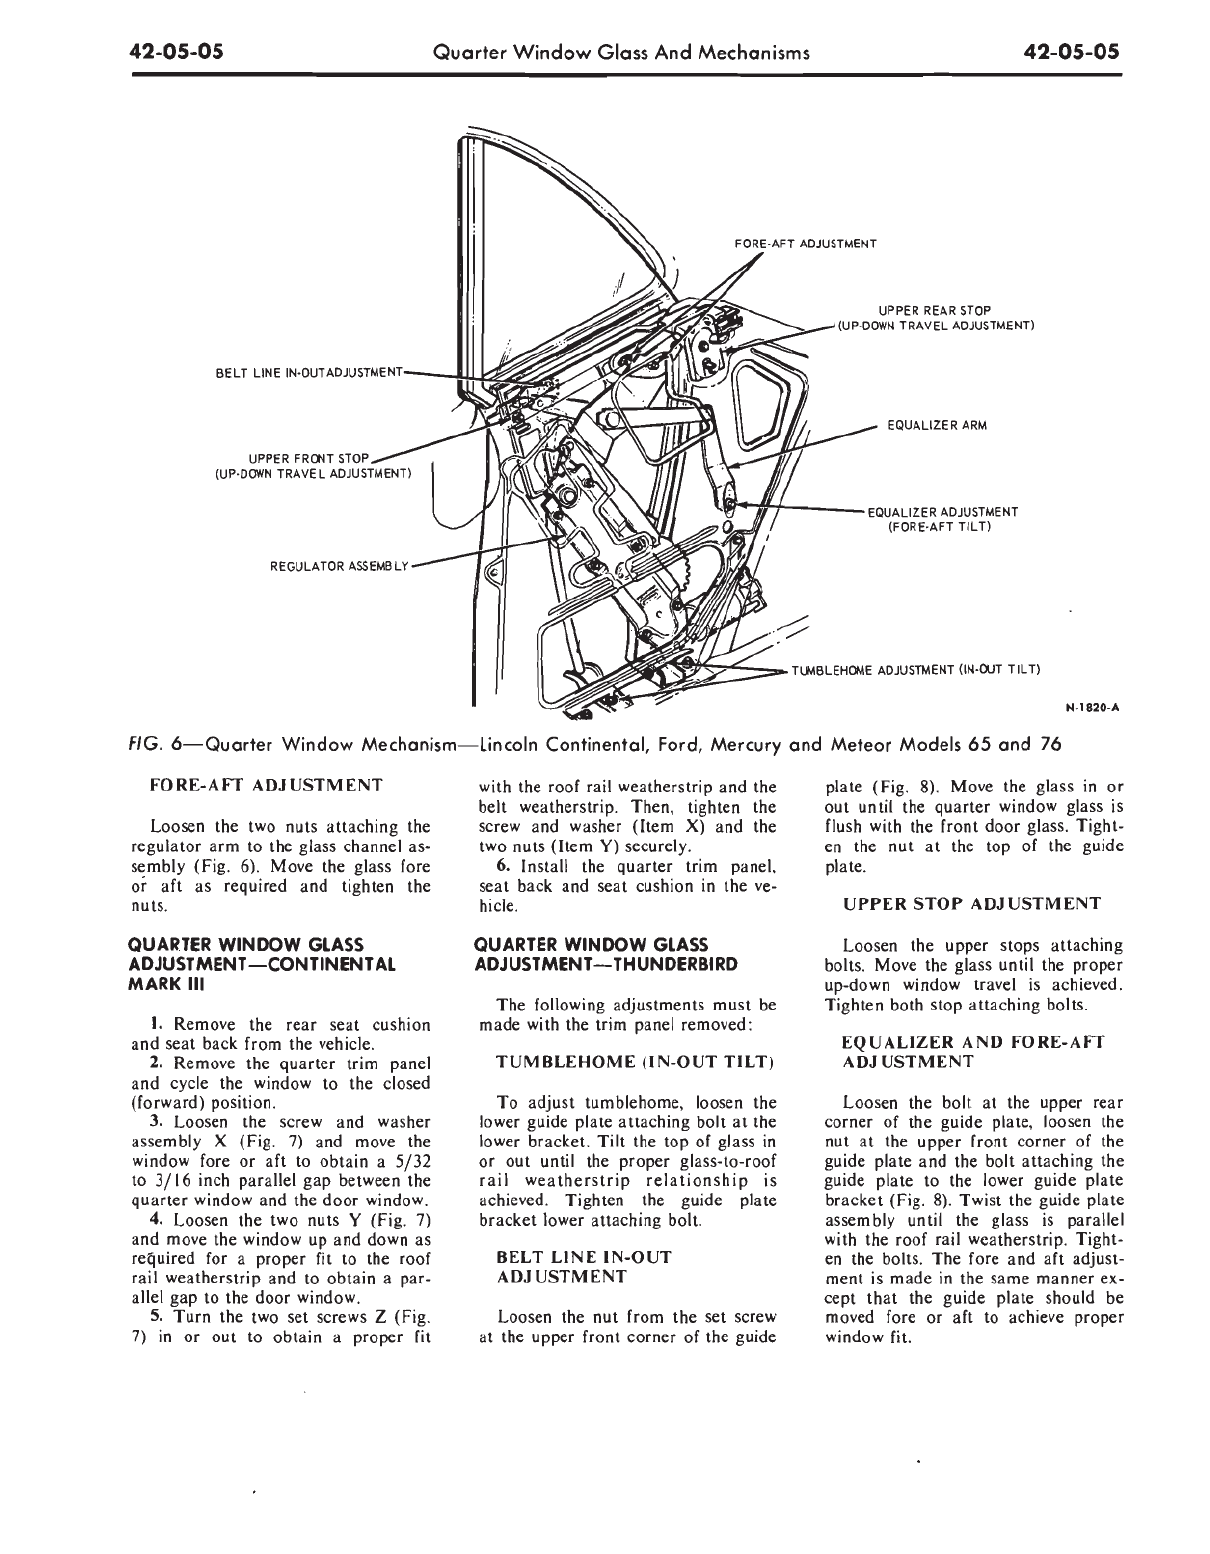 42-05-05 Quarter Window Glass And Mechanisms 42-05-05
FORE-AFT ADJUSTMENT
UPPER REAR STOP
(UP-DOWN TRAVEL ADJUSTMENT)
BELT LINE IN-OUTADJUSTMENT
EQUALIZER ARM
UPPER FRONT STOP
(UP-DOWN TRAVEL ADJUSTMENT)
EQUALIZER ADJUSTMENT
(FORE-AFT TILT)
REGULATOR ASSEMBLY
TUMBLEHOME ADJUSTMENT (IN-OUT TILT)
N-1820-A
FIG. 6—Quarter Window Mechanism—Lincoln Continental, Ford, Mercury and Meteor Models 65 and 76
FORE-AFT ADJUSTMENT
Loosen the two nuts attaching the
regulator arm to the glass channel as-
sembly (Fig. 6). Move the glass fore
or aft as required and tighten the
nuts.
QUARTER WINDOW GLASS
ADJUSTMENT—CONTINENTAL
MARK III
1. Remove the rear seat cushion
and seat back from the vehicle.
2. Remove the quarter trim panel
and cycle the window to the closed
(forward) position.
3. Loosen the screw and washer
assembly X (Fig. 7) and move the
window fore or aft to obtain a 5/32
to 3/16 inch parallel gap between the
quarter window and the door window.
4. Loosen the two nuts Y (Fig. 7)
and move the window up and down as
required for a proper fit to the roof
rail weatherstrip and to obtain a par-
allel gap to the door window.
5. Turn the two set screws Z (Fig.
7) in or out to obtain a proper fit
with the roof rail weatherstrip and the
belt weatherstrip. Then, tighten the
screw and washer (Item X) and the
two nuts (Item Y) securely.
6. Install the quarter trim panel,
seat back and seat cushion in the ve-
hicle.
QUARTER WINDOW GLASS
ADJUSTMENT—THUNDERBIRD
The following adjustments must be
made with the trim panel removed:
TUMBLEHOME (IN-OUT TILT)
To adjust tumblehome, loosen the
lower guide plate attaching bolt at the
lower bracket. Tilt the top of glass in
or out until the proper glass-to-roof
rail weatherstrip relationship is
achieved. Tighten the guide plate
bracket lower attaching bolt.
BELT LINE IN-OUT
ADJUSTMENT
Loosen the nut from the set screw
at the upper front corner of the guide
plate (Fig. 8). Move the glass in or
out until the quarter window glass is
flush with the front door glass. Tight-
en the nut at the top of the guide
plate.
UPPER STOP ADJUSTMENT
Loosen the upper stops attaching
bolts. Move the glass until the proper
up-down window travel is achieved.
Tighten both stop attaching bolts.
EQUALIZER AND FORE-AFT
ADJUSTMENT
Loosen the bolt at the upper rear
corner of the guide plate, loosen the
nut at the upper front corner of the
guide plate and the bolt attaching the
guide plate to the lower guide plate
bracket (Fig. 8). Twist the guide plate
assembly until the glass is parallel
with the roof rail weatherstrip. Tight-
en the bolts. The fore and aft adjust-
ment is made in the same manner ex-
cept that the guide plate should be
moved fore or aft to achieve proper
window fit.